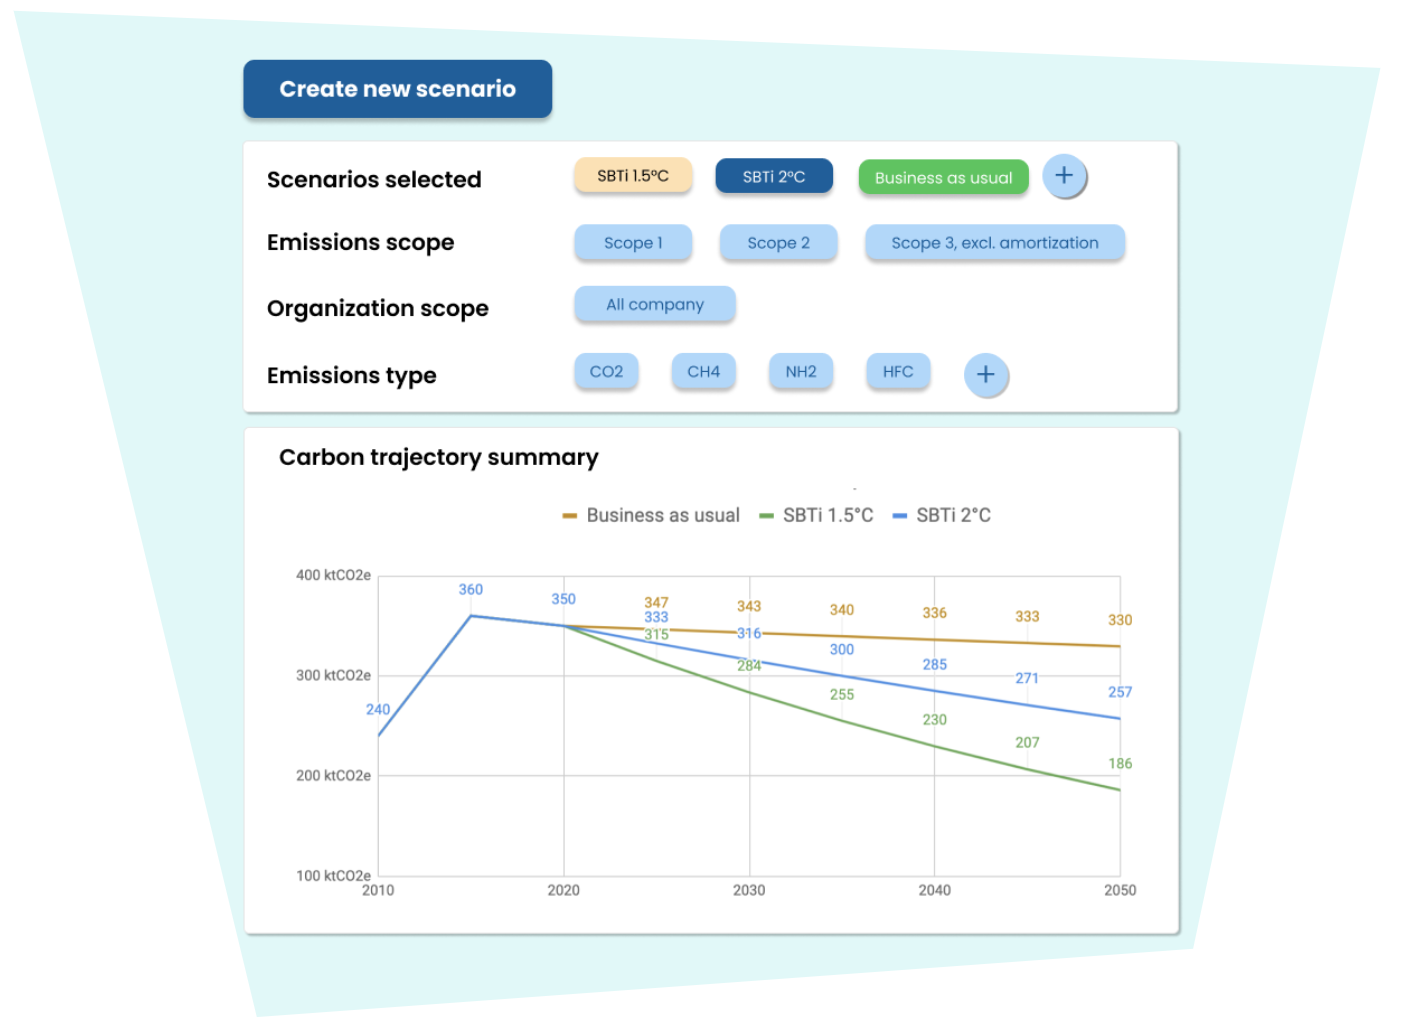 Create new scenario
Scenarios selected
SBTi 1.5ºC
SBTi 2ºC
Business as usual
+
Emissions scope
Scope 1
Scope 2
Scope 3, excl. amortization
Organization scope
All company
Emissions type
CO2
CH4
NH2
HFC
+
Carbon trajectory summary
Business as usual
SBTi 1.5°C
SBTi 2°C
400 ktCO2e
300 ktCO2e
200 ktCO2e
100 ktCO2e
240
360
350
347
333
315
343
316
284
340
300
255
336
285
230
333
271
207
330
257
186
2010
2020
2030
2040
2050